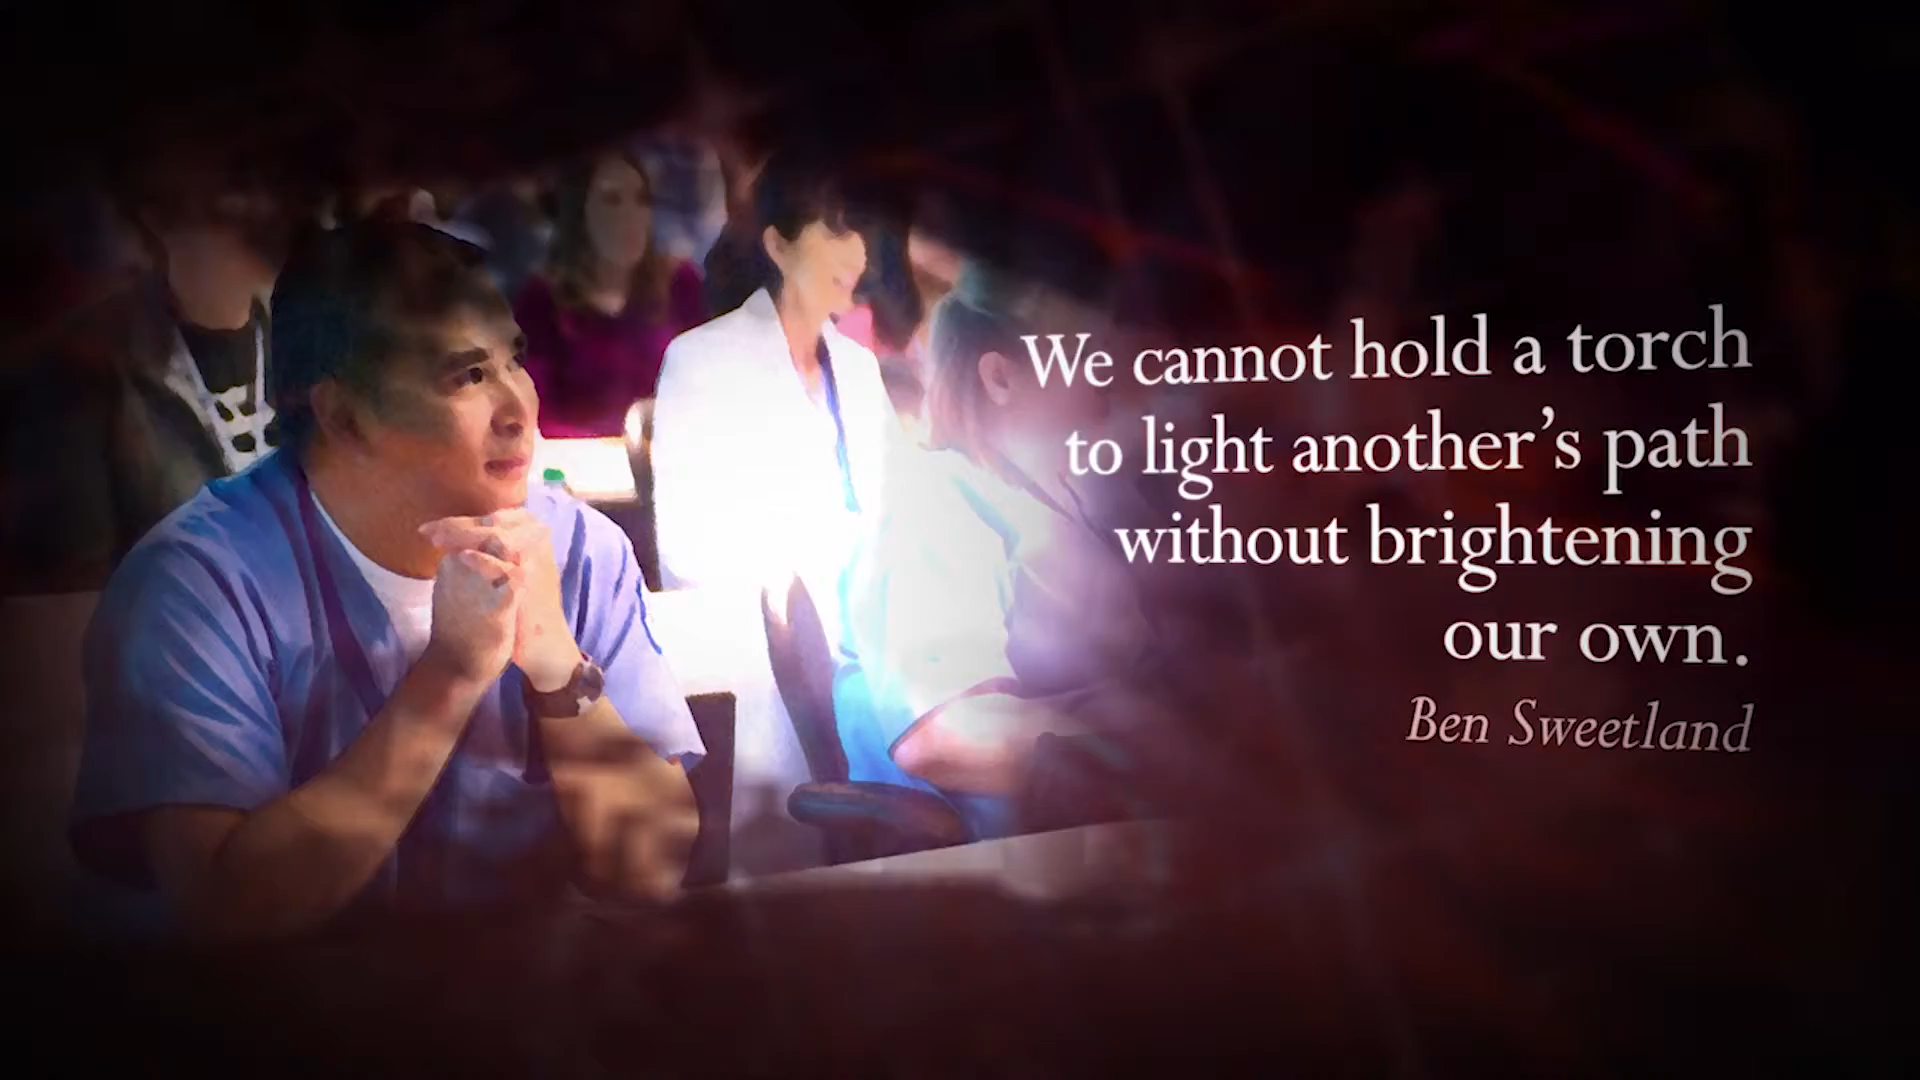 We cannot hold a torch
to light another’s path
without brightening
our own.
Ben Sweetland